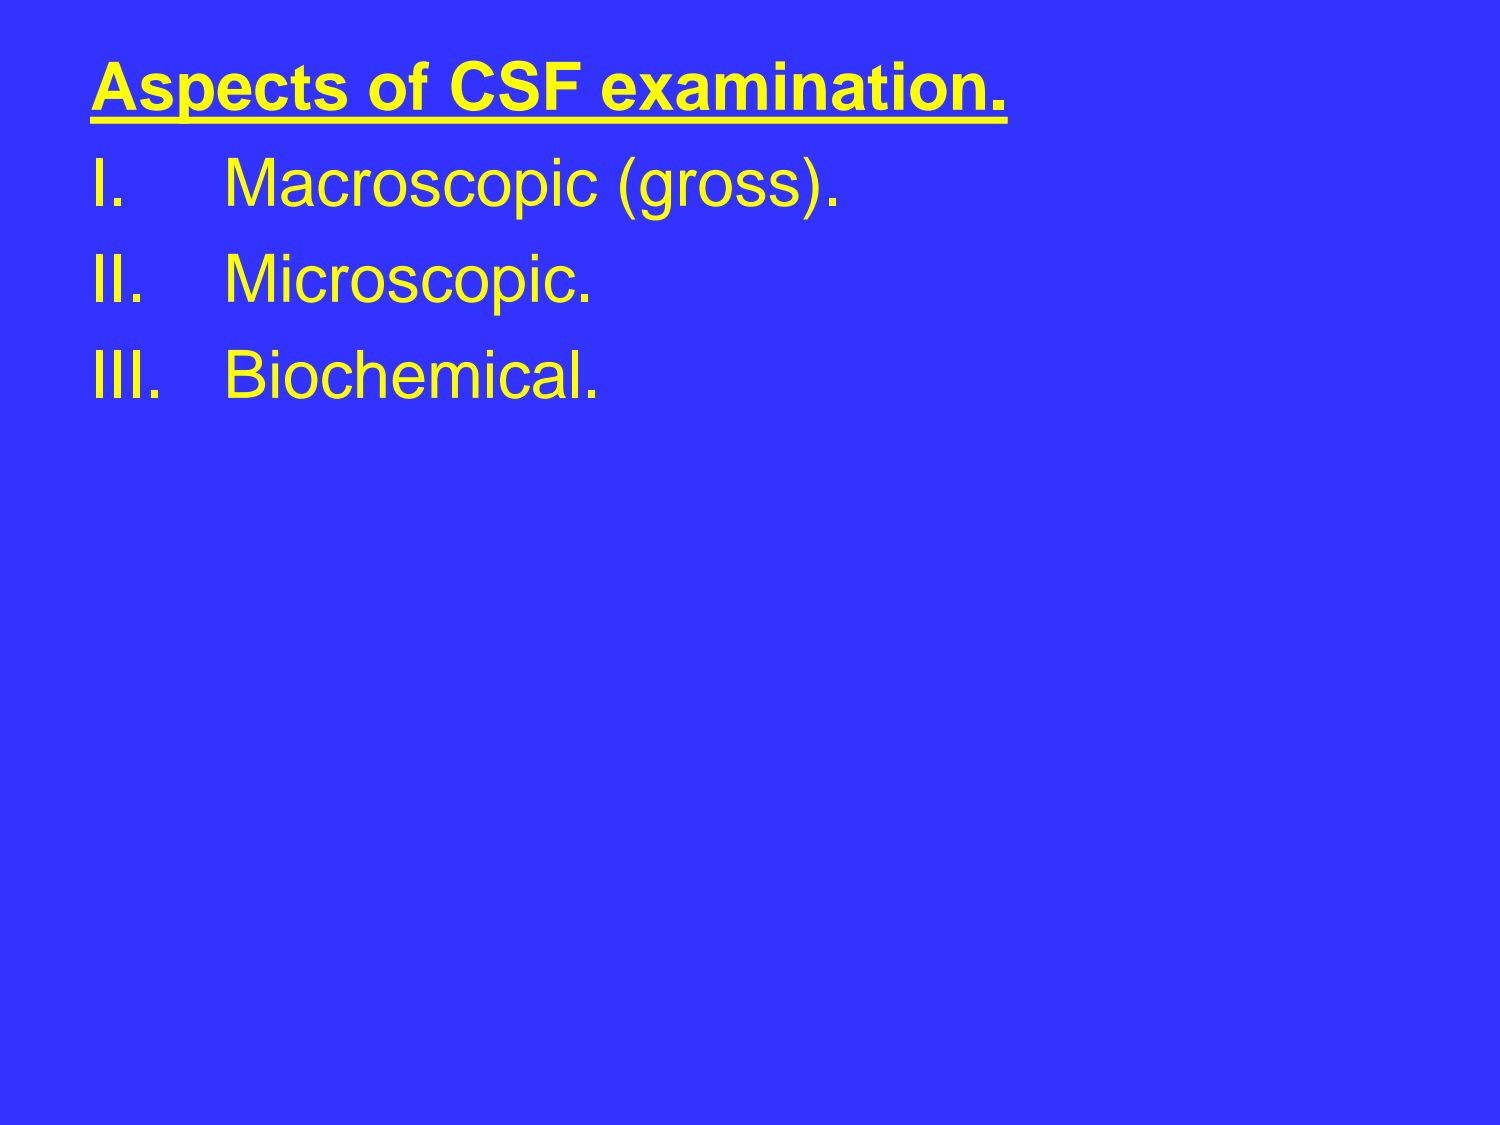 Aspects of CSF examination.
I. Macroscopic (gross).
II. Microscopic.
III. Biochemical.